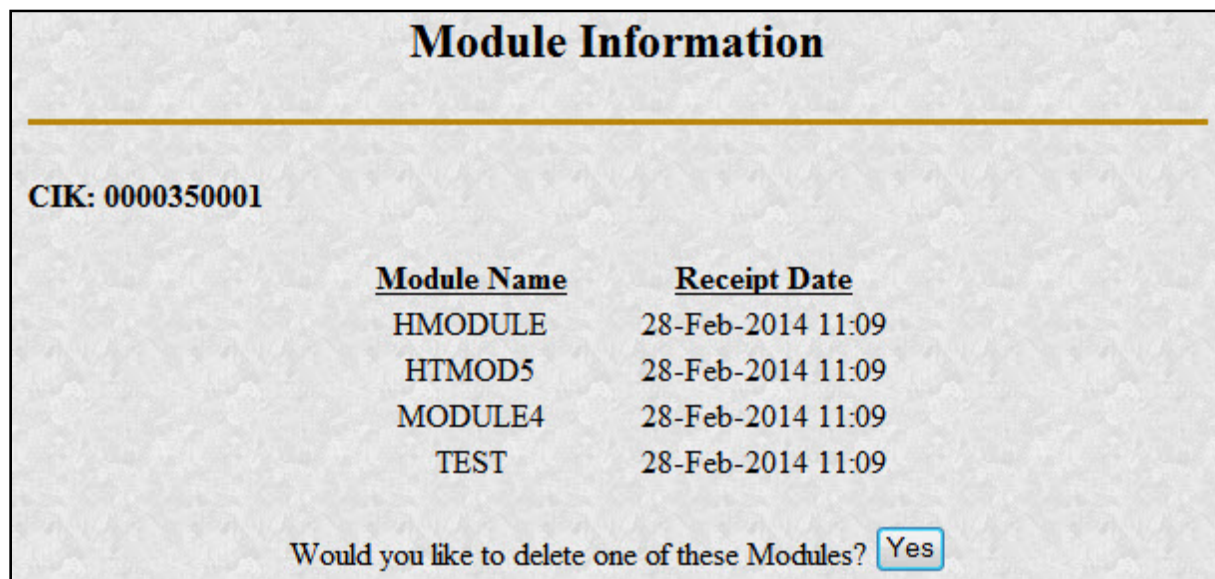 Module Information
CIK: 0000350001
Module Name Receipt Date
HMODULE 28-Feb-2014 11:09
HTMOD5 28-Feb-2014 11:09
MODULE4 28-Feb-2014 11:09
TEST 28-Feb-2014 11:09
Would you like to delete one of these Modules? Yes